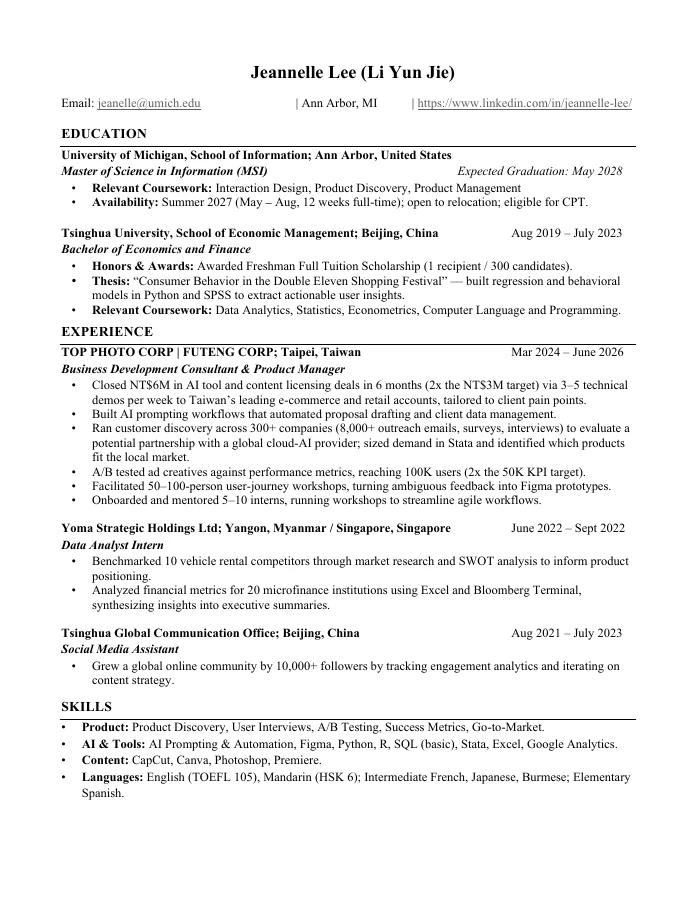 Jeannelle Lee (Li Yun Jie)
Email: jeanelle@umich.edu | Ann Arbor, MI | https://www.linkedin.com/in/jeannelle-lee/
EDUCATION
University of Michigan, School of Information; Ann Arbor, United States
Master of Science in Information (MSI) Expected Graduation: May 2028
• Relevant Coursework: Interaction Design, Product Discovery, Product Management
• Availability: Summer 2027 (May – Aug, 12 weeks full-time); open to relocation; eligible for CPT.
Tsinghua University, School of Economic Management; Beijing, China Aug 2019 – July 2023
Bachelor of Economics and Finance
• Honors & Awards: Awarded Freshman Full Tuition Scholarship (1 recipient / 300 candidates).
• Thesis: “Consumer Behavior in the Double Eleven Shopping Festival” — built regression and behavioral
models in Python and SPSS to extract actionable user insights.
• Relevant Coursework: Data Analytics, Statistics, Econometrics, Computer Language and Programming.
EXPERIENCE
TOP PHOTO CORP | FUTENG CORP; Taipei, Taiwan Mar 2024 – June 2026
Business Development Consultant & Product Manager
• Closed NT$6M in AI tool and content licensing deals in 6 months (2x the NT$3M target) via 3–5 technical
demos per week to Taiwan’s leading e-commerce and retail accounts, tailored to client pain points.
• Built AI prompting workflows that automated proposal drafting and client data management.
• Ran customer discovery across 300+ companies (8,000+ outreach emails, surveys, interviews) to evaluate a
potential partnership with a global cloud-AI provider; sized demand in Stata and identified which products
fit the local market.
• A/B tested ad creatives against performance metrics, reaching 100K users (2x the 50K KPI target).
• Facilitated 50–100-person user-journey workshops, turning ambiguous feedback into Figma prototypes.
• Onboarded and mentored 5–10 interns, running workshops to streamline agile workflows.
Yoma Strategic Holdings Ltd; Yangon, Myanmar / Singapore, Singapore June 2022 – Sept 2022
Data Analyst Intern
• Benchmarked 10 vehicle rental competitors through market research and SWOT analysis to inform product
positioning.
• Analyzed financial metrics for 20 microfinance institutions using Excel and Bloomberg Terminal,
synthesizing insights into executive summaries.
Tsinghua Global Communication Office; Beijing, China Aug 2021 – July 2023
Social Media Assistant
• Grew a global online community by 10,000+ followers by tracking engagement analytics and iterating on
content strategy.
SKILLS
• Product: Product Discovery, User Interviews, A/B Testing, Success Metrics, Go-to-Market.
• AI & Tools: AI Prompting & Automation, Figma, Python, R, SQL (basic), Stata, Excel, Google Analytics.
• Content: CapCut, Canva, Photoshop, Premiere.
• Languages: English (TOEFL 105), Mandarin (HSK 6); Intermediate French, Japanese, Burmese; Elementary
Spanish.